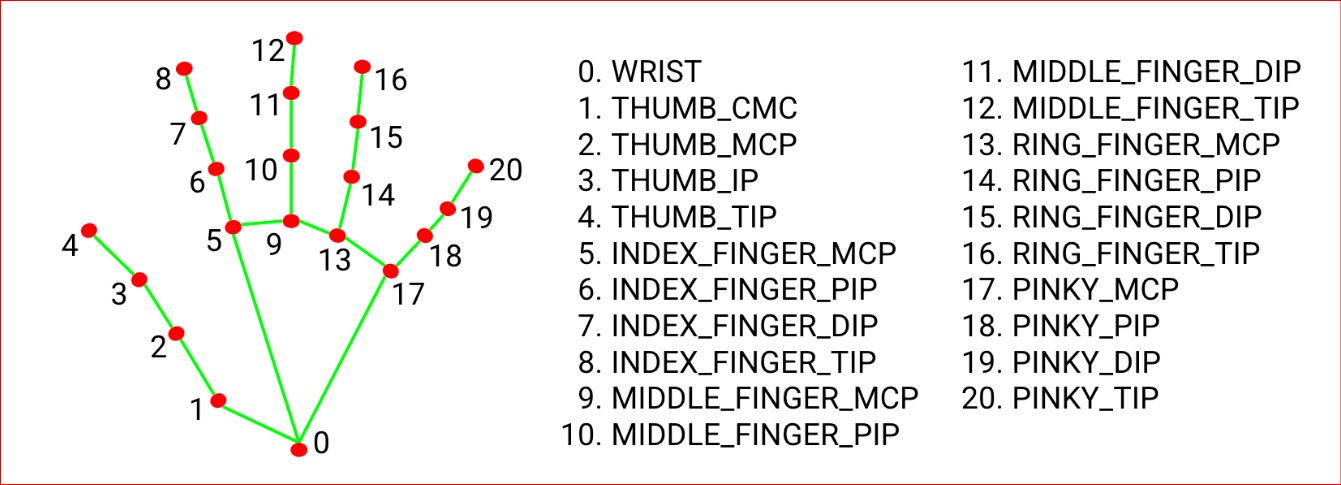 12
8
16
11
7
15
10
20
6
14
19
4
5
9
13
18
3
17
2
1
0
0. WRIST
1. THUMB_CMC
2. THUMB_MCP
3. THUMB_IP
4. THUMB_TIP
5. INDEX_FINGER_MCP
6. INDEX_FINGER_PIP
7. INDEX_FINGER_DIP
8. INDEX_FINGER_TIP
9. MIDDLE_FINGER_MCP
10. MIDDLE_FINGER_PIP
11. MIDDLE_FINGER_DIP
12. MIDDLE_FINGER_TIP
13. RING_FINGER_MCP
14. RING_FINGER_PIP
15. RING_FINGER_DIP
16. RING_FINGER_TIP
17. PINKY_MCP
18. PINKY_PIP
19. PINKY_DIP
20. PINKY_TIP